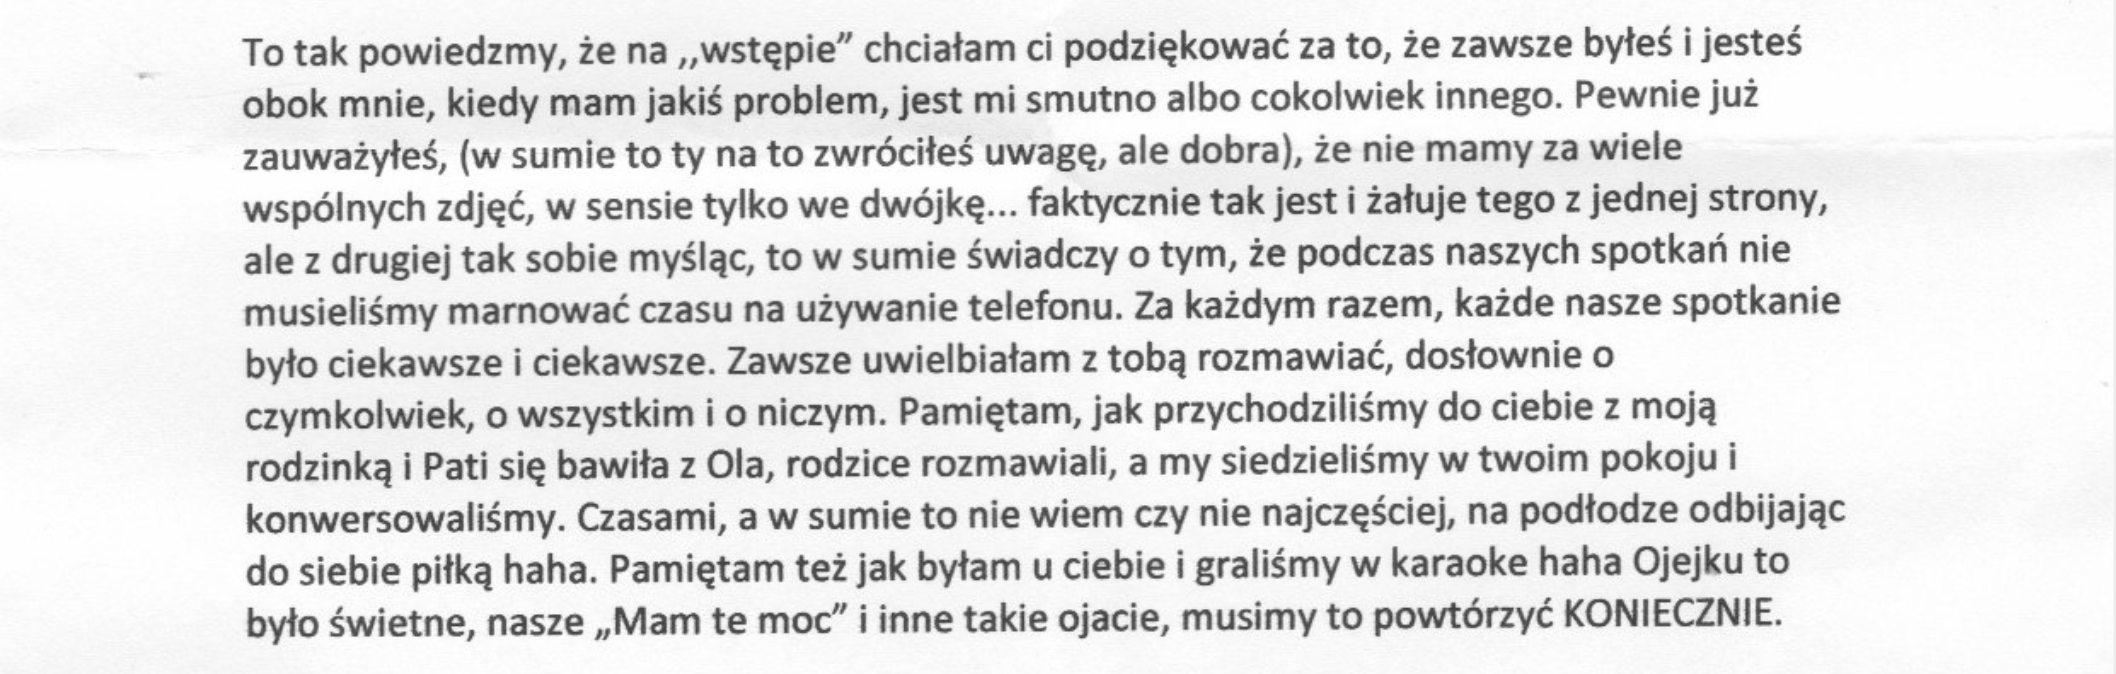 To tak powiedzmy, że na ,,wstępie” chciałam ci podziękować za to, że zawsze byłeś i jesteś
obok mnie, kiedy mam jakiś problem, jest mi smutno albo cokolwiek innego. Pewnie już
zauważyłeś, (w sumie to ty na to zwróciłeś uwagę, ale dobra), że nie mamy za wiele
wspólnych zdjęć, w sensie tylko we dwójkę... faktycznie tak jest i żałuje tego z jednej strony,
ale z drugiej tak sobie myśląc, to w sumie świadczy o tym, że podczas naszych spotkań nie
musieliśmy marnować czasu na używanie telefonu. Za każdym razem, każde nasze spotkanie
było ciekawsze i ciekawsze. Zawsze uwielbiałam z tobą rozmawiać, dosłownie o
czymkolwiek, o wszystkim i o niczym. Pamiętam, jak przychodziliśmy do ciebie z moją
rodzinką i Pati się bawiła z Ola, rodzice rozmawiali, a my siedzieliśmy w twoim pokoju i
konwersowaliśmy. Czasami, a w sumie to nie wiem czy nie najczęściej, na podłodze odbijając
do siebie piłką haha. Pamiętam też jak byłam u ciebie i graliśmy w karaoke haha Ojejku to
było świetne, nasze „Mam te moc” i inne takie ojacie, musimy to powtórzyć KONIECZNIE.